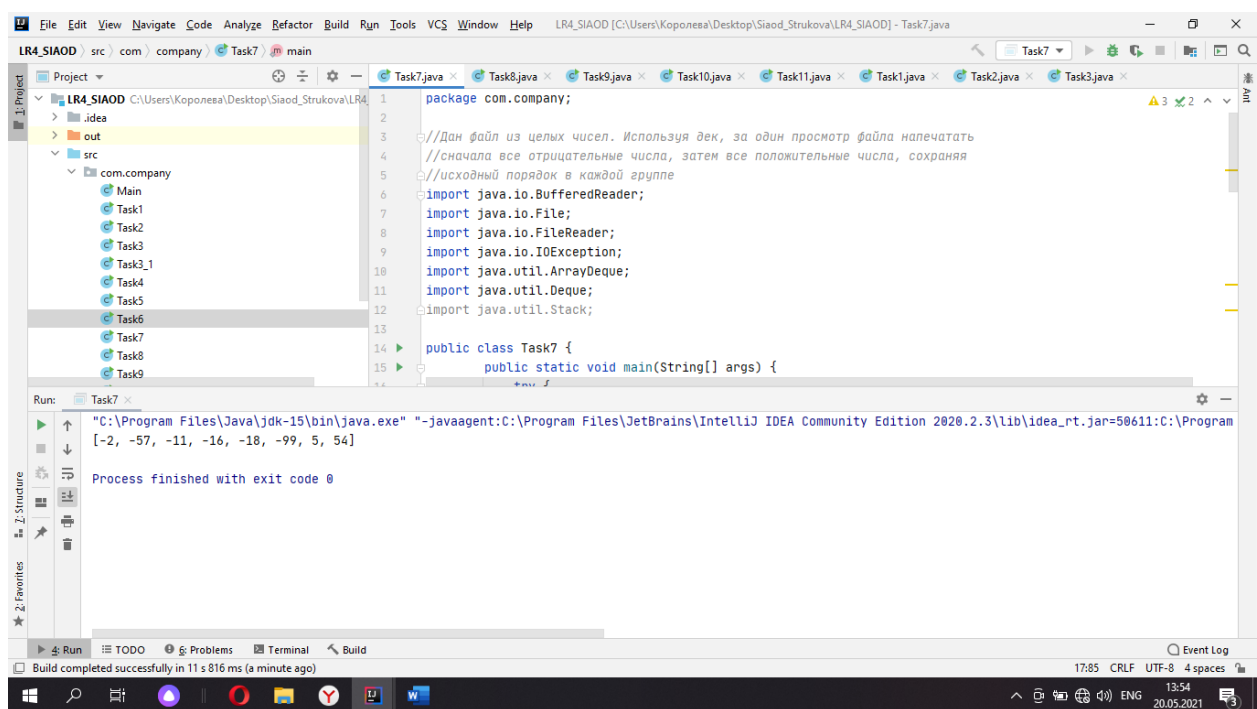 File Edit View Navigate Code Analyze Refactor Build Run Tools VCS Window Help LR4_SIAOD [C:\Users\Королева\Desktop\Siaod_Strukova\LR4_SIAOD] - Task7.java
LR4_SIAOD src com company Task7 main Task7
1: Project
Project
Task7.java Task8.java Task9.java Task10.java Task11.java Task1.java Task2.java Task3.java
Ant
LR4_SIAOD C:\Users\Королева\Desktop\Siaod_Strukova\LR4
.idea
out
src
com.company
Main
Task1
Task2
Task3
Task3_1
Task4
Task5
Task6
Task7
Task8
Task9
3 2
1 package com.company;
2
3 //Дан файл из целых чисел. Используя дек, за один просмотр файла напечатать
4 //сначала все отрицательные числа, затем все положительные числа, сохраняя
5 //исходный порядок в каждой группе
6 import java.io.BufferedReader;
7 import java.io.File;
8 import java.io.FileReader;
9 import java.io.IOException;
10 import java.util.ArrayDeque;
11 import java.util.Deque;
12 import java.util.Stack;
13
14 public class Task7 {
15 public static void main(String[] args) {
16 try {
Run: Task7
"C:\Program Files\Java\jdk-15\bin\java.exe" "-javaagent:C:\Program Files\JetBrains\IntelliJ IDEA Community Edition 2020.2.3\lib\idea_rt.jar=50611:C:\Program
[-2, -57, -11, -16, -18, -99, 5, 54]
Process finished with exit code 0
Z: Structure
2: Favorites
4: Run TODO 6: Problems Terminal Build Event Log
Build completed successfully in 11 s 816 ms (a minute ago) 17:85 CRLF UTF-8 4 spaces
ENG 13:54
20.05.2021
3